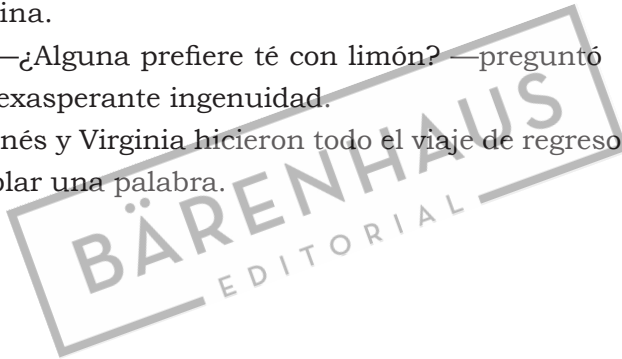 ina.
—¿Alguna prefiere té con limón? —preguntó
exasperante ingenuidad.
nés y Virginia hicieron todo el viaje de regreso
blar una palabra.
BÄRENHAUS
EDITORIAL